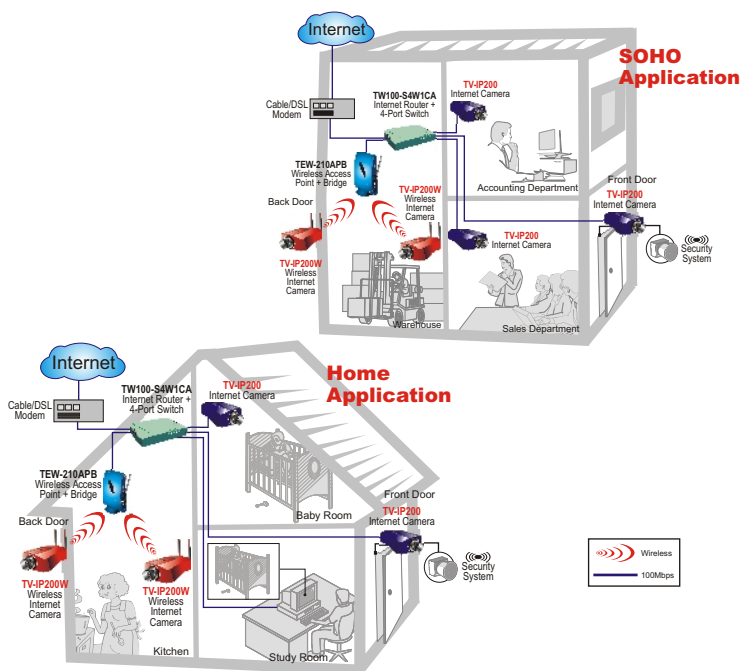 Internet
SOHO
Application
TW100-S4W1CA
Internet Router +
4-Port Switch
TV-IP200
Internet Camera
Cable/DSL
Modem
TEW-210APB
Wireless Access
Point + Bridge
Accounting Department
Back Door
TV-IP200W
Wireless
Internet
Camera
Front Door
TV-IP200
Internet Camera
TV-IP200
Internet Camera
Security
System
TV-IP200W
Wireless
Internet
Camera
Warehouse
Sales Department
Internet
Home
Application
TW100-S4W1CA
Internet Router +
4-Port Switch
TV-IP200
Internet Camera
Cable/DSL
Modem
TEW-210APB
Wireless Access
Point + Bridge
Baby Room
Front Door
TV-IP200
Internet Camera
Back Door
Security
System
TV-IP200W
Wireless
Internet
Camera
TV-IP200W
Wireless
Internet
Camera
Kitchen
Study Room
Wireless
100Mbps